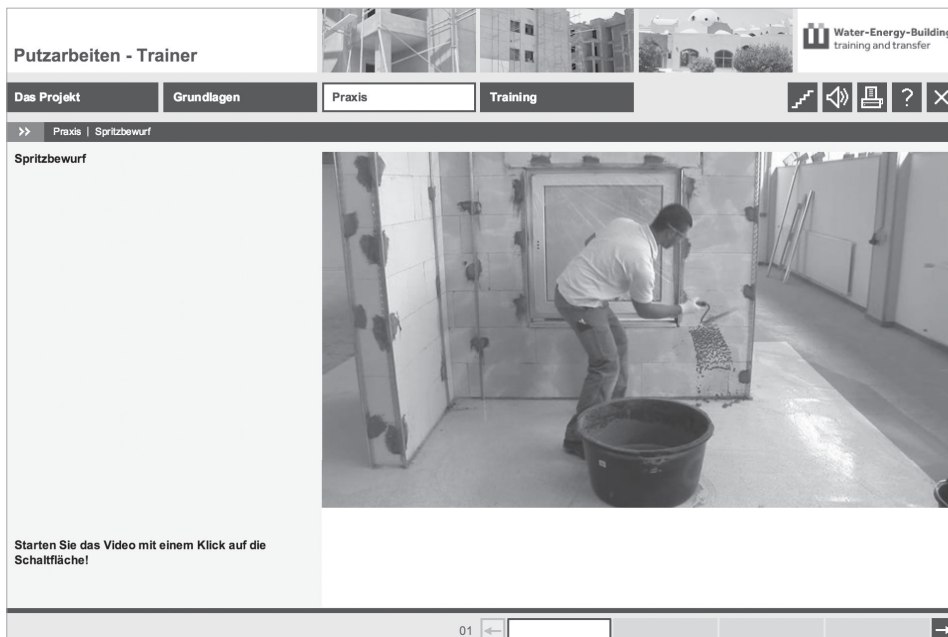 Putzarbeiten - Trainer
Water-Energy-Building
training and transfer
Das Projekt
Grundlagen
Praxis
Training
?
Praxis | Spritzbewurf
Spritzbewurf
Starten Sie das Video mit einem Klick auf die
Schaltfläche!
01